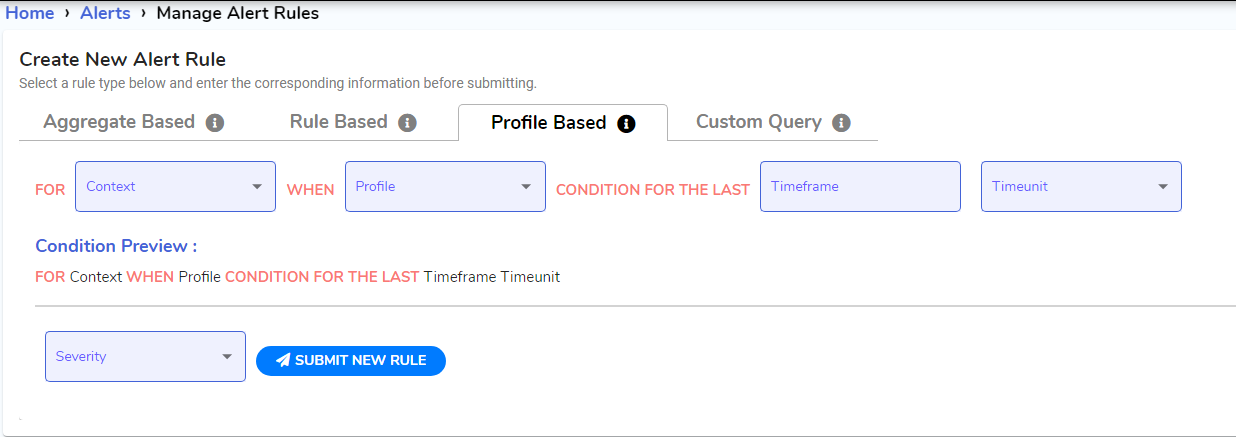 Home › Alerts › Manage Alert Rules
Create New Alert Rule
Select a rule type below and enter the corresponding information before submitting.
Aggregate Based Rule Based Profile Based Custom Query
FOR Context WHEN Profile CONDITION FOR THE LAST Timeframe Timeunit
Condition Preview :
FOR Context WHEN Profile CONDITION FOR THE LAST Timeframe Timeunit
Severity SUBMIT NEW RULE